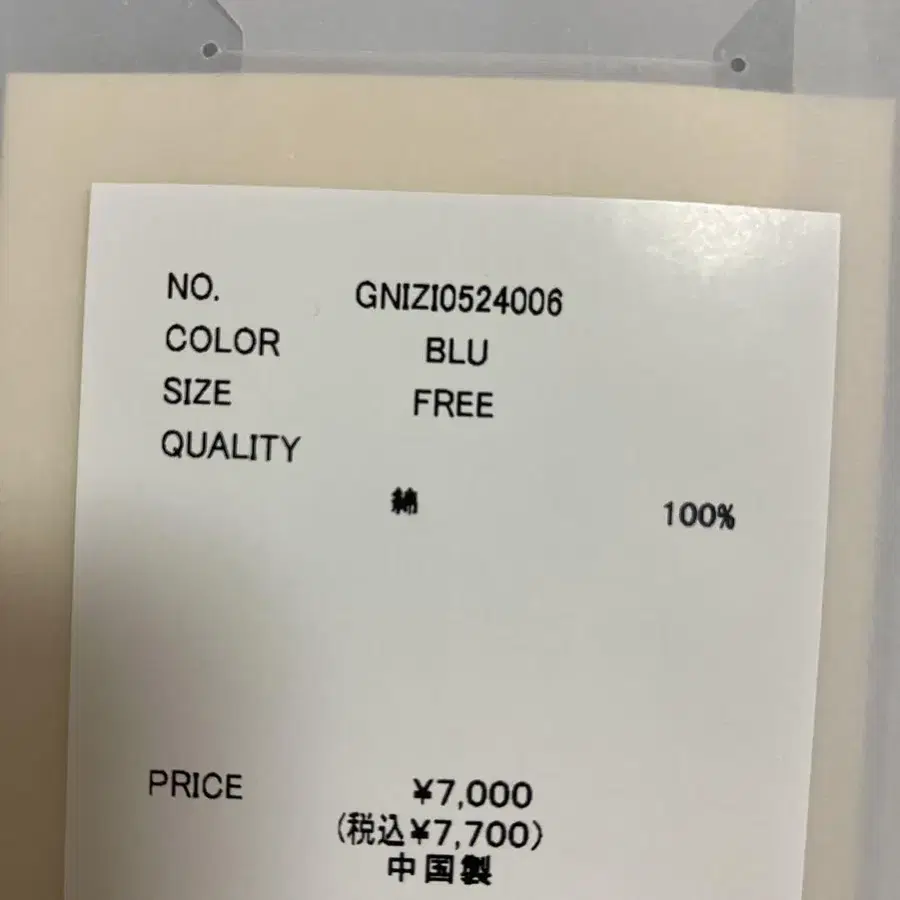 NO. GNIZI0524006
COLOR BLU
SIZE FREE
QUALITY
綿 100%
PRICE ¥7,000
(税込¥7,700)
中国製